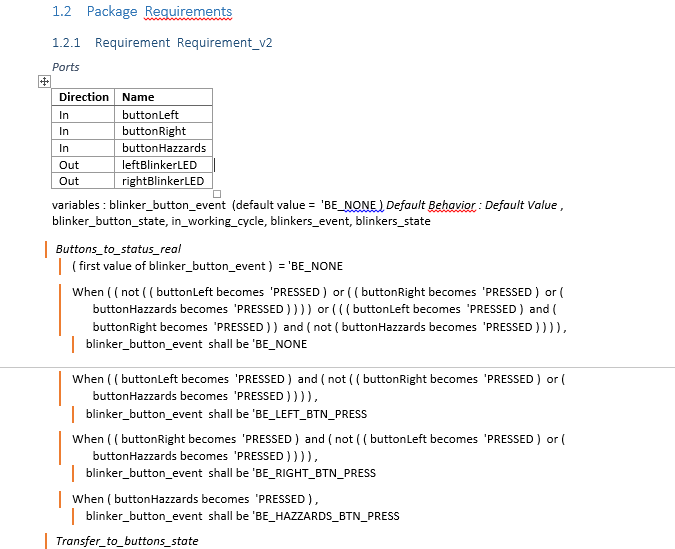 1.2 Package Requirements
1.2.1 Requirement Requirement_v2
Ports
Direction Name
In buttonLeft
In buttonRight
In buttonHazzards
Out leftBlinkerLED
Out rightBlinkerLED
variables : blinker_button_event (default value = 'BE_NONE ) Default Behavior : Default Value ,
blinker_button_state, in_working_cycle, blinkers_event, blinkers_state
Buttons_to_status_real
( first value of blinker_button_event ) = 'BE_NONE
When ( ( not ( ( buttonLeft becomes 'PRESSED ) or ( ( buttonRight becomes 'PRESSED ) or (
buttonHazzards becomes 'PRESSED ) ) ) ) or ( ( ( buttonLeft becomes 'PRESSED ) and (
buttonRight becomes 'PRESSED ) ) and ( not ( buttonHazzards becomes 'PRESSED ) ) ) ) ,
blinker_button_event shall be 'BE_NONE
When ( ( buttonLeft becomes 'PRESSED ) and ( not ( ( buttonRight becomes 'PRESSED ) or (
buttonHazzards becomes 'PRESSED ) ) ) ) ,
blinker_button_event shall be 'BE_LEFT_BTN_PRESS
When ( ( buttonRight becomes 'PRESSED ) and ( not ( ( buttonLeft becomes 'PRESSED ) or (
buttonHazzards becomes 'PRESSED ) ) ) ) ,
blinker_button_event shall be 'BE_RIGHT_BTN_PRESS
When ( buttonHazzards becomes 'PRESSED ) ,
blinker_button_event shall be 'BE_HAZZARDS_BTN_PRESS
Transfer_to_buttons_state